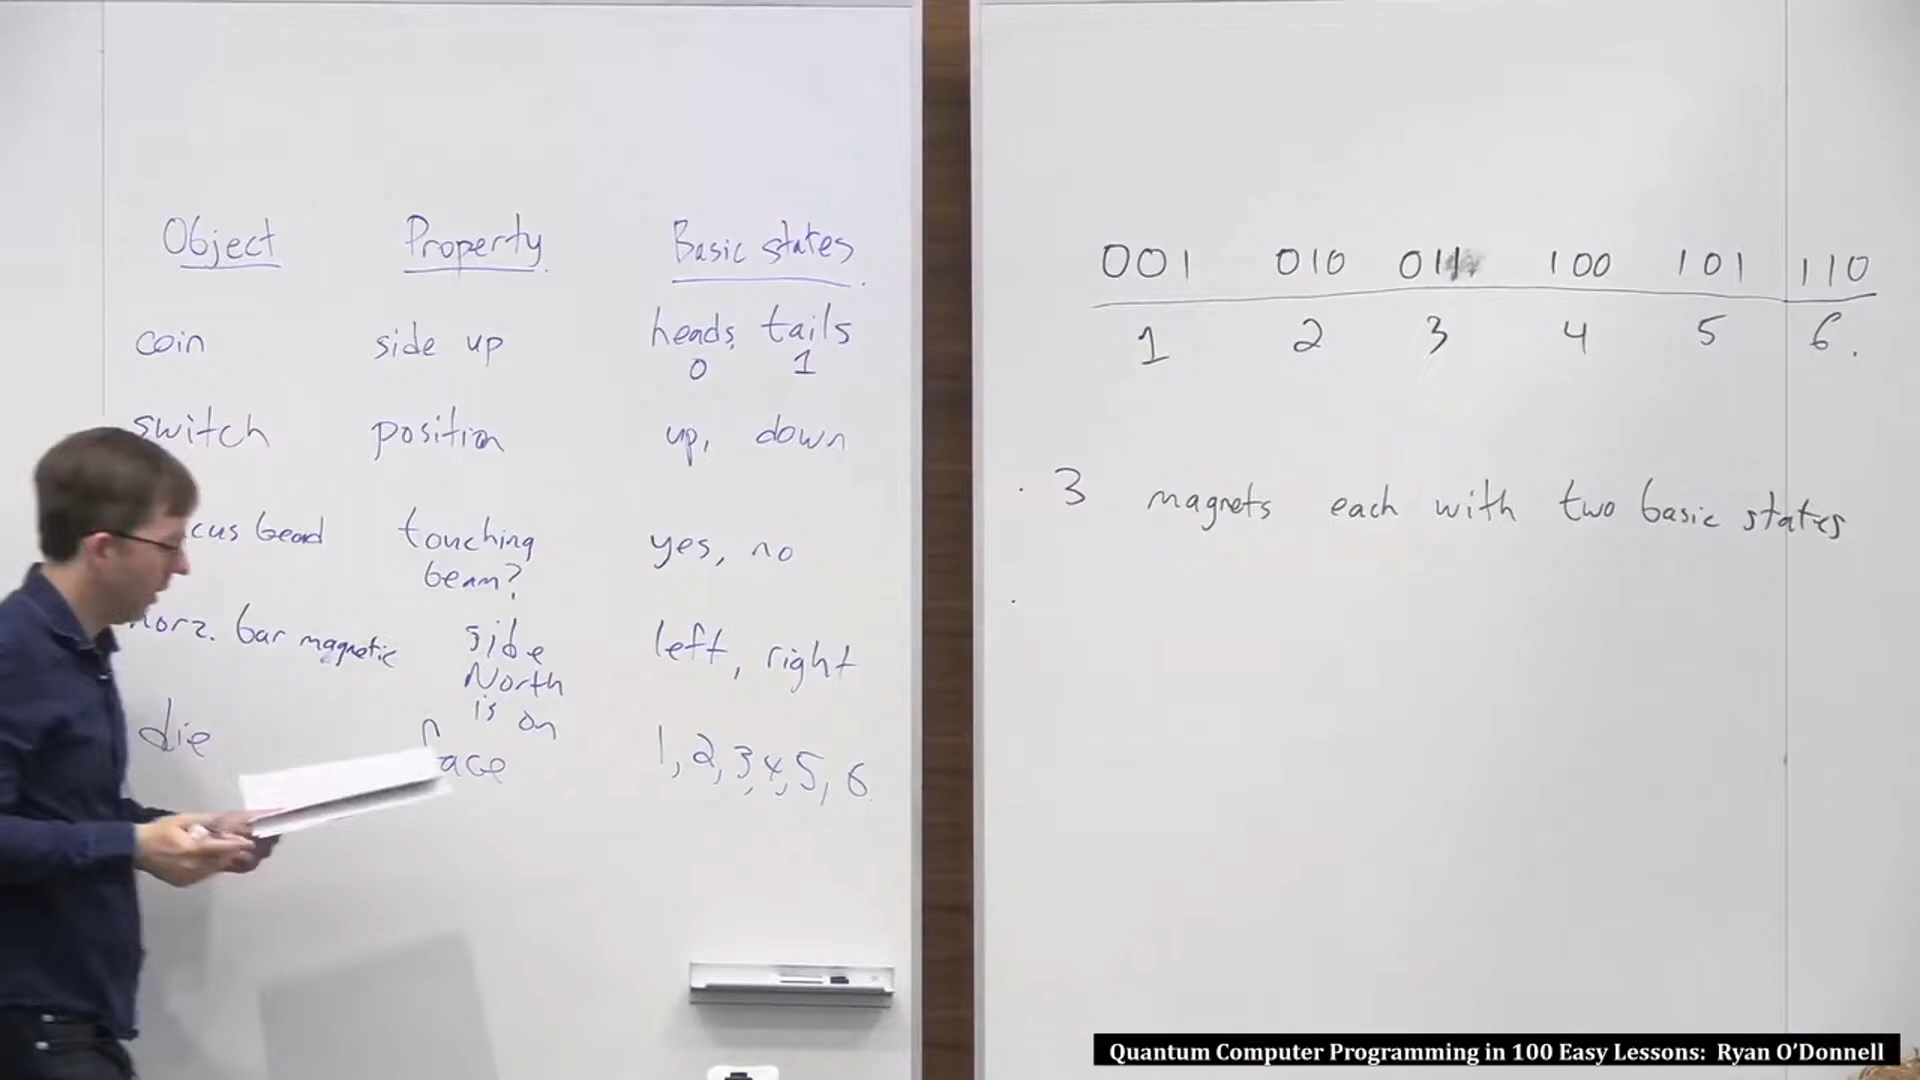 Object Property Basic states
coin side up heads, tails
0 1
switch position up, down
cus bead touching beam? yes, no
horz. bar magnetic side North is on left, right
die face 1, 2, 3, 4, 5, 6
001 010 011 100 101 110
1 2 3 4 5 6.
· 3 magnets each with two basic states
Quantum Computer Programming in 100 Easy Lessons: Ryan O'Donnell